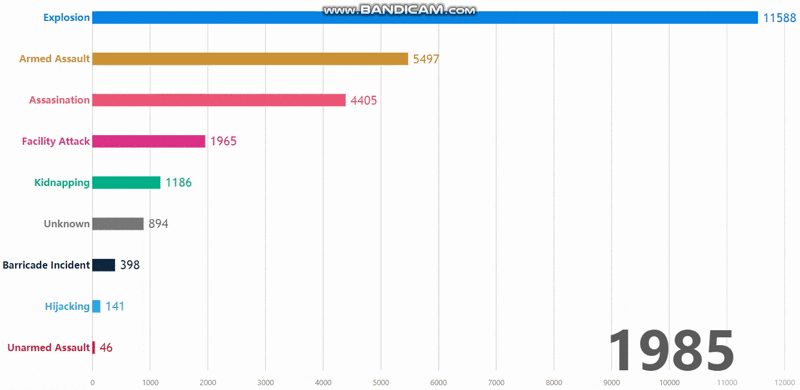 www.BANDICAM.com
Explosion 11588
Armed Assault 5497
Assasination 4405
Facility Attack 1965
Kidnapping 1186
Unknown 894
Barricade Incident 398
Hijacking 141
Unarmed Assault 46
1985
0 1000 2000 3000 4000 5000 6000 7000 8000 9000 10000 11000 12000